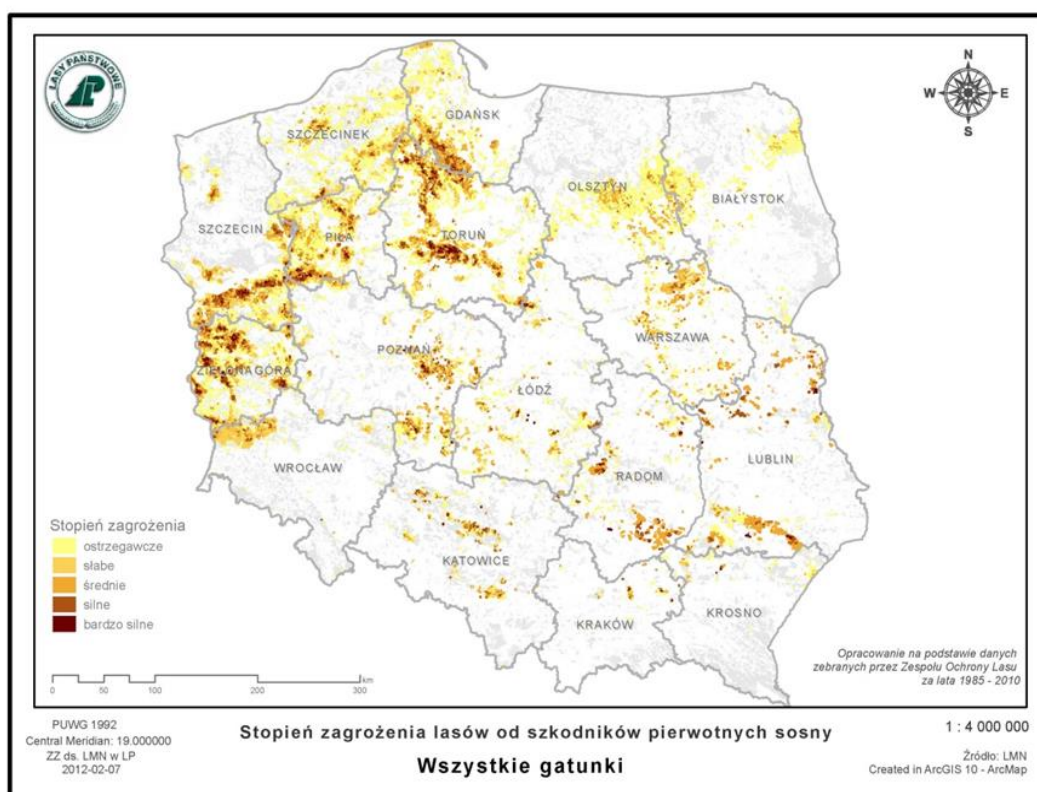 LASY PAŃSTWOWE
N
W E
S
GDAŃSK
SZCZECINEK
OLSZTYN
BIAŁYSTOK
SZCZECIN
PIŁA
TORUŃ
WARSZAWA
POZNAŃ
ZIELONA GÓRA
ŁÓDŹ
WROCŁAW
LUBLIN
RADOM
KATOWICE
KRAKÓW
KROSNO
Stopień zagrożenia
ostrzegawcze
słabe
średnie
silne
bardzo silne
km
0 50 100 200 300
Opracowanie na podstawie danych
zebranych przez Zespołu Ochrony Lasu
za lata 1985 - 2010
PUWG 1992
Central Meridian: 19.000000
ZZ ds. LMN w LP
2012-02-07
Stopień zagrożenia lasów od szkodników pierwotnych sosny
Wszystkie gatunki
1 : 4 000 000
Źródło: LMN
Created in ArcGIS 10 - ArcMap